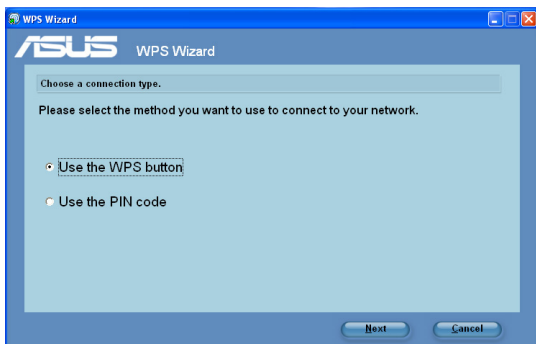 WPS Wizard
ASUS WPS Wizard
Choose a connection type.
Please select the method you want to use to connect to your network.
Use the WPS button
Use the PIN code
Next Cancel